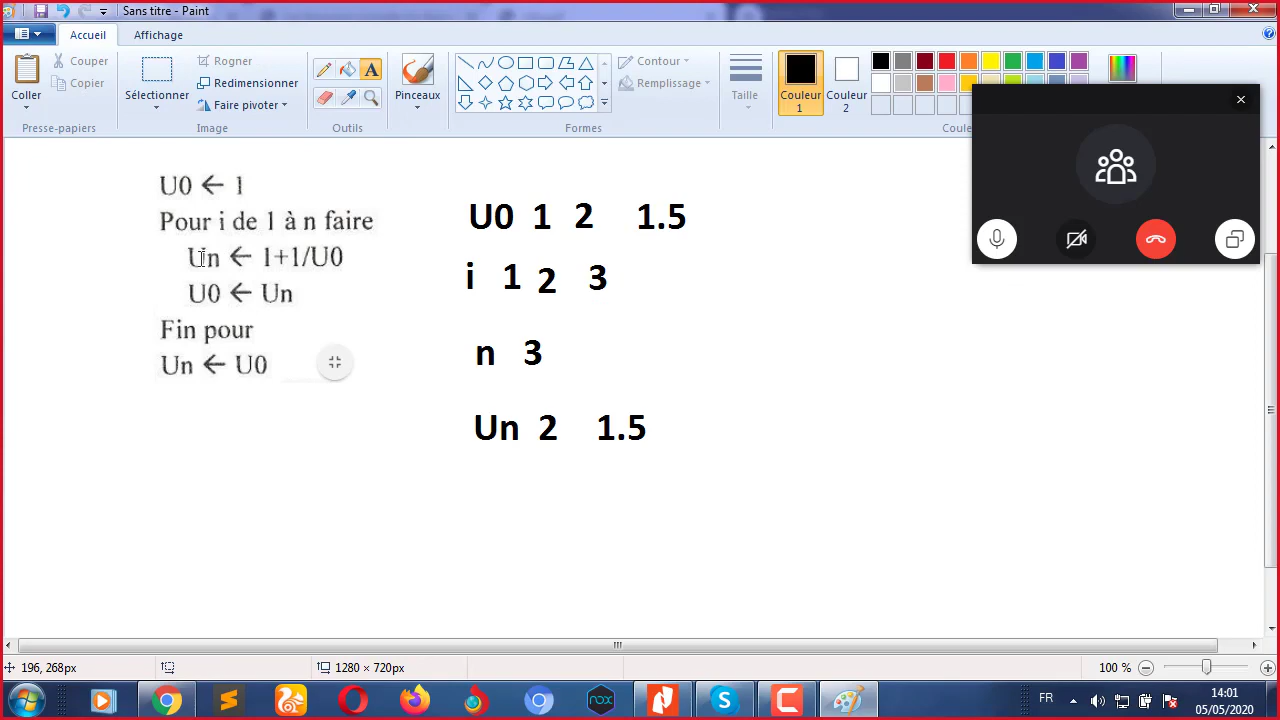 Sans titre - Paint
Accueil
Affichage
Coller
Couper
Copier
Presse-papiers
Sélectionner
Rogner
Redimensionner
Faire pivoter
Image
A
Outils
Pinceaux
Contour
Remplissage
Formes
Taille
Couleur
1
Couleur
2
U0 ← 1
Pour i de 1 à n faire
Un ← 1+1/U0
U0 ← Un
Fin pour
Un ← U0
U0 1 2 1.5
i 1 2 3
n 3
Un 2 1.5
196, 268px
1280 × 720px
100 %
nox
FR
14:01
05/05/2020